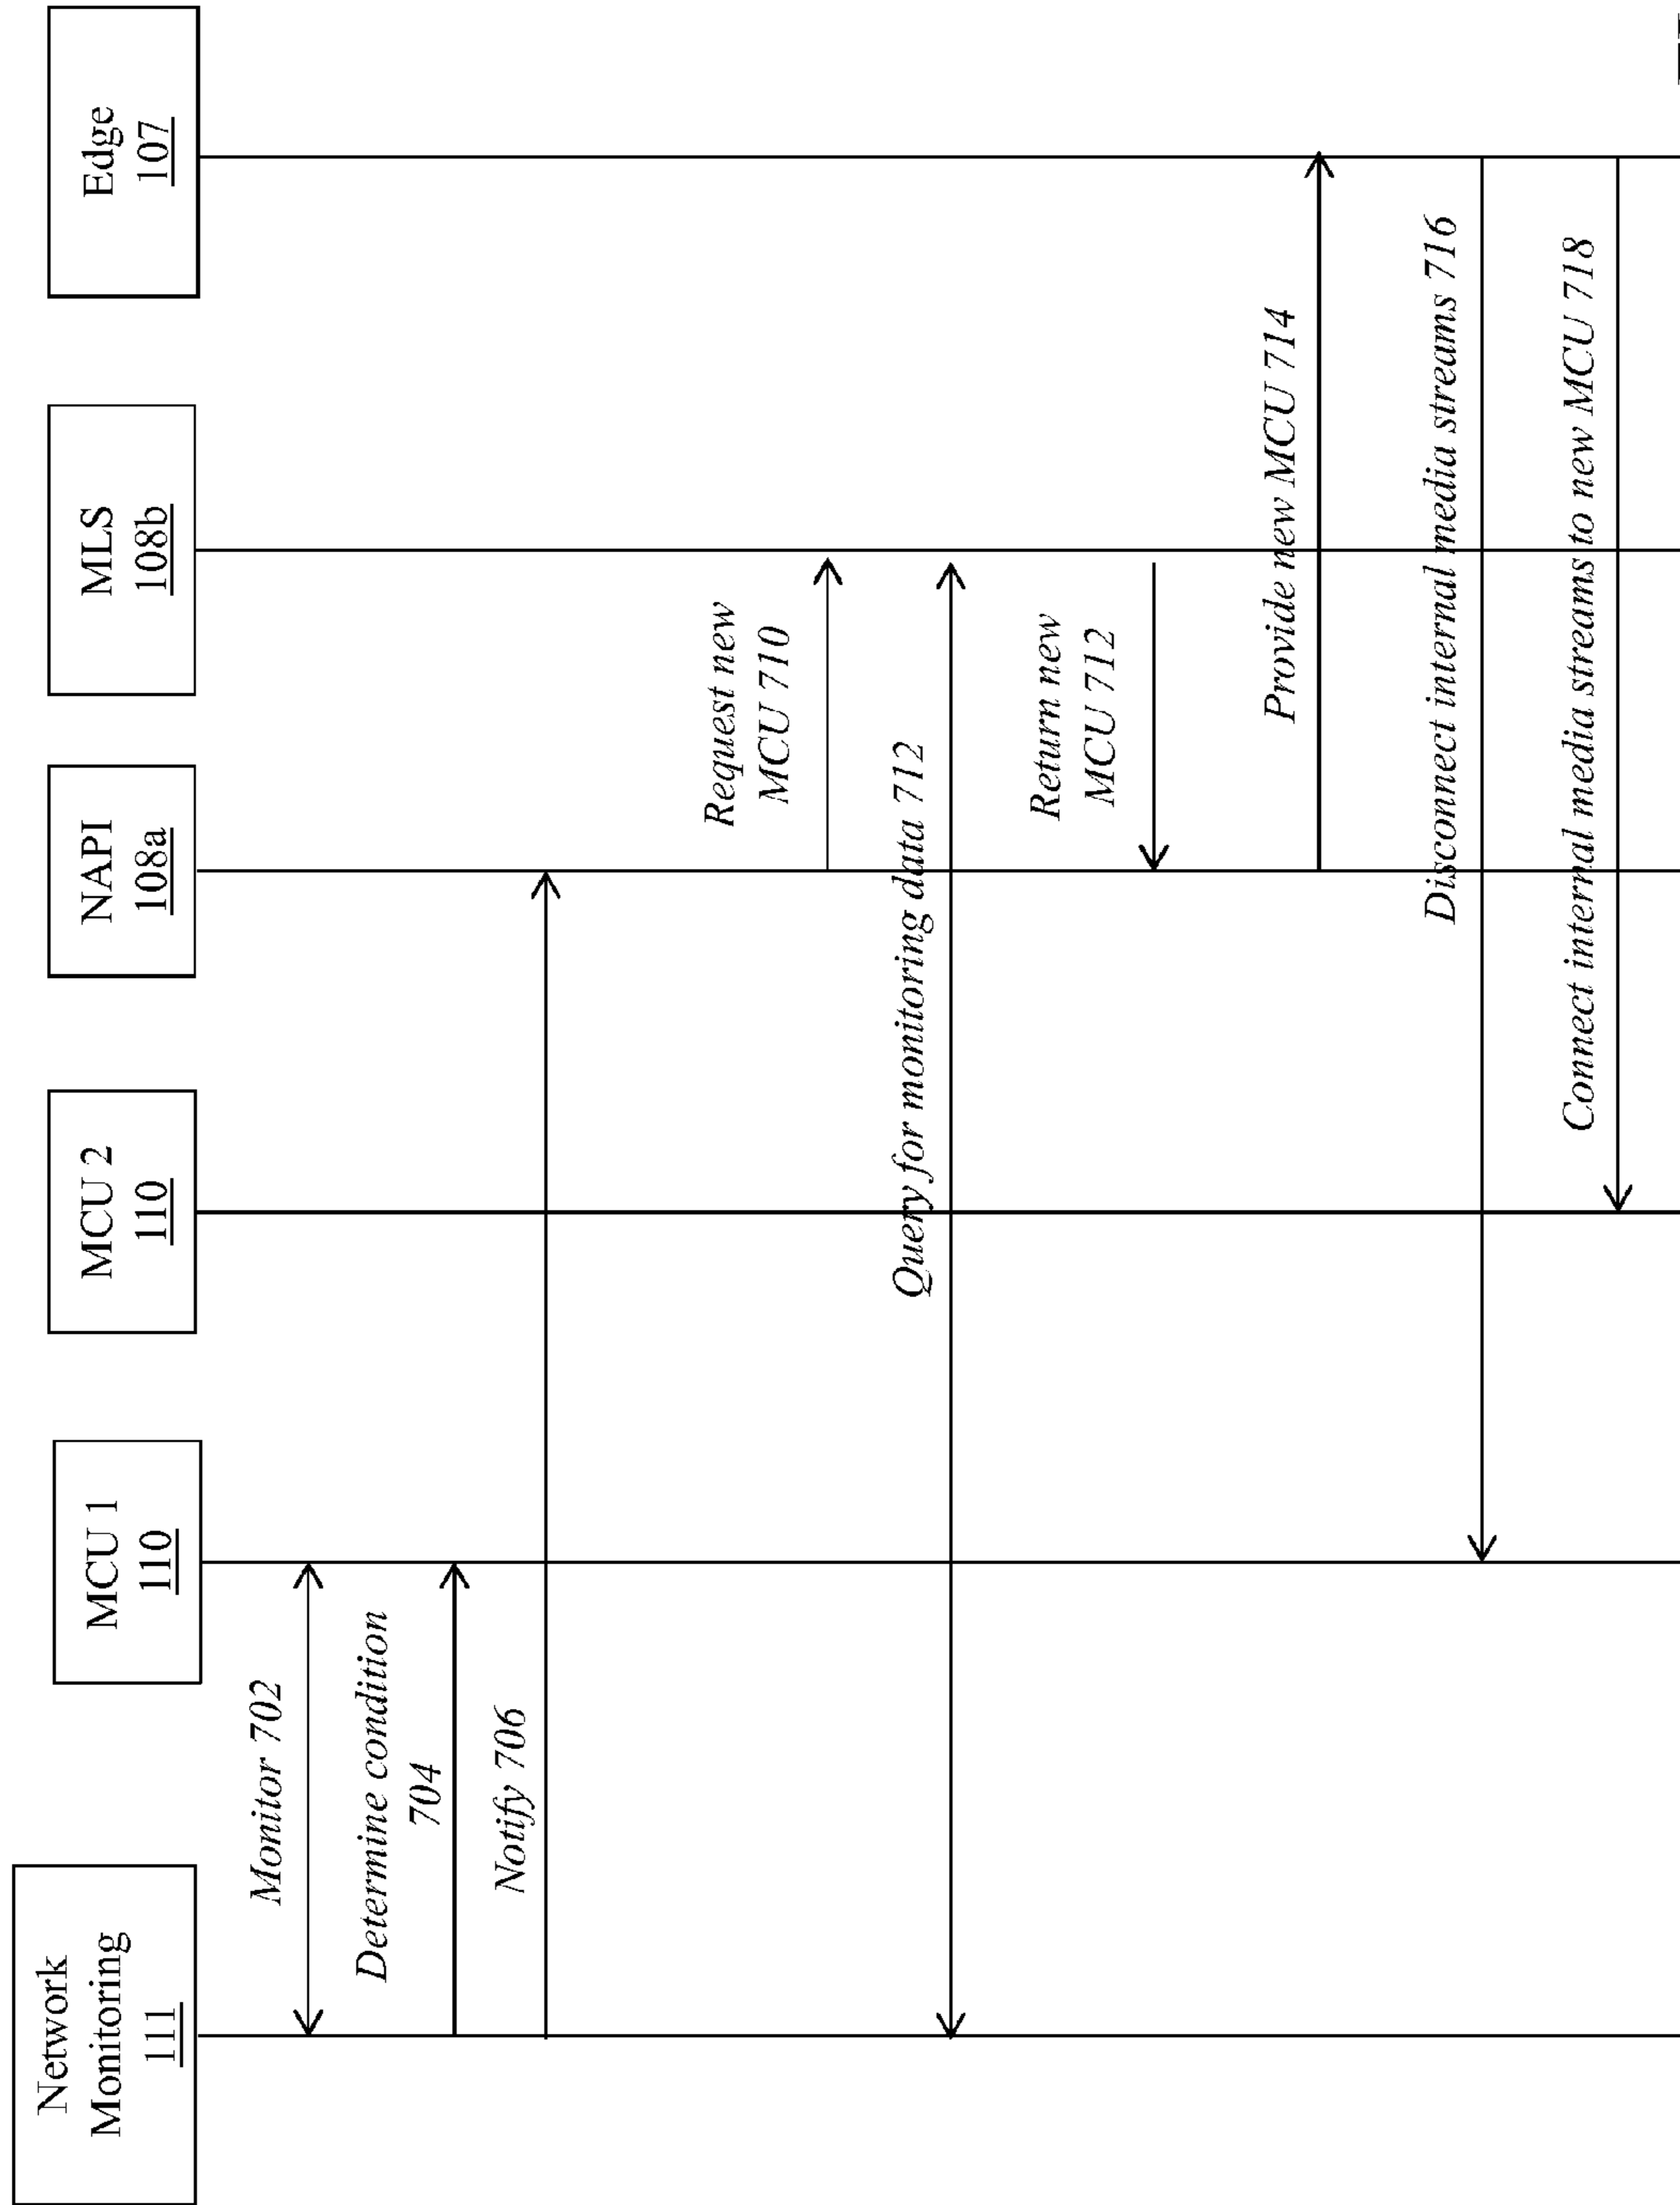 Network
Monitoring
111
MCU 1
110
MCU 2
110
NAPI
108a
MLS
108b
Edge
107
Monitor 702
Determine condition
704
Notify 706
Request new
MCU 710
Query for monitoring data 712
Return new
MCU 712
Provide new MCU 714
Disconnect internal media streams 716
Connect internal media streams to new MCU 718